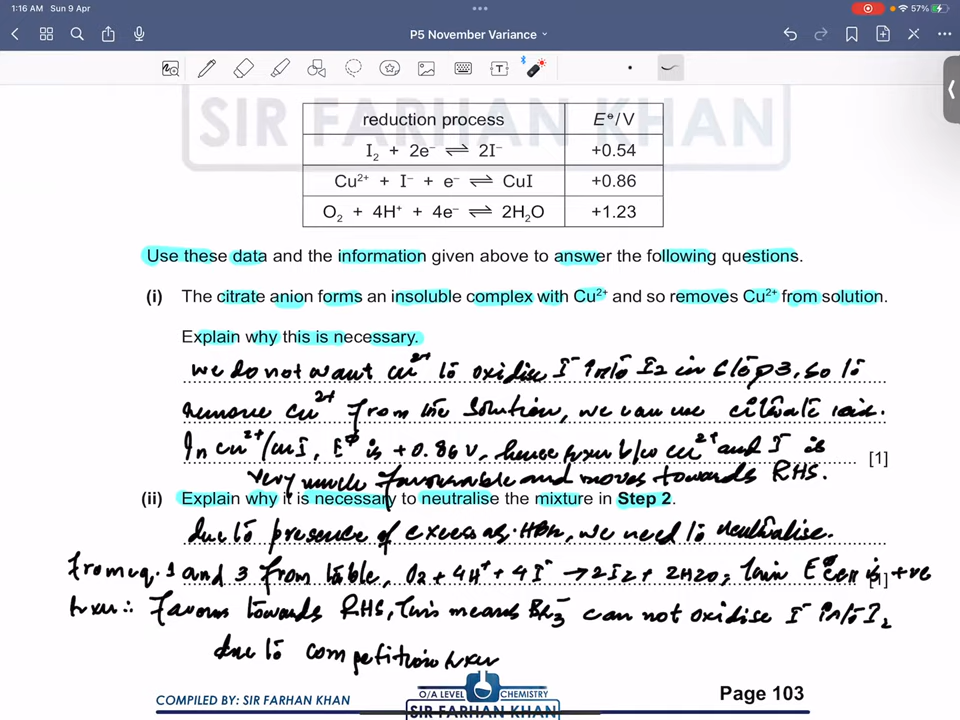 1:16 AM Sun 9 Apr
57%
P5 November Variance
SIR FARHAN KHAN
reduction process E⦵/V
I₂ + 2e⁻ ⇌ 2I⁻ +0.54
Cu²⁺ + I⁻ + e⁻ ⇌ CuI +0.86
O₂ + 4H⁺ + 4e⁻ ⇌ 2H₂O +1.23
Use these data and the information given above to answer the following questions.
(i) The citrate anion forms an insoluble complex with Cu²⁺ and so removes Cu²⁺ from solution.
Explain why this is necessary.
we do not want cu²⁺ to oxidise I⁻ into I₂ in Step 3, so to
remove cu²⁺ from the solution, we can use citrate ion.
In cu²⁺/cuI, E⦵ is +0.86 V, hence rxn b/w cu²⁺ and I⁻ is
[1]
very much favourable and moves towards RHS.
(ii) Explain why it is necessary to neutralise the mixture in Step 2.
due to presence of excess HBr, we need to neutralise.
From eq. 1 and 3 from table, O₂ + 4H⁺ + 4I⁻ → 2I₂ + 2H₂O, E⦵cell is +ve
[1]
rxn ∴ favours towards RHS, this means can not oxidise I⁻ into I₂
due to competition rxn
COMPILED BY: SIR FARHAN KHAN
O/A LEVEL CHEMISTRY
SIR FARHAN KHAN
Page 103